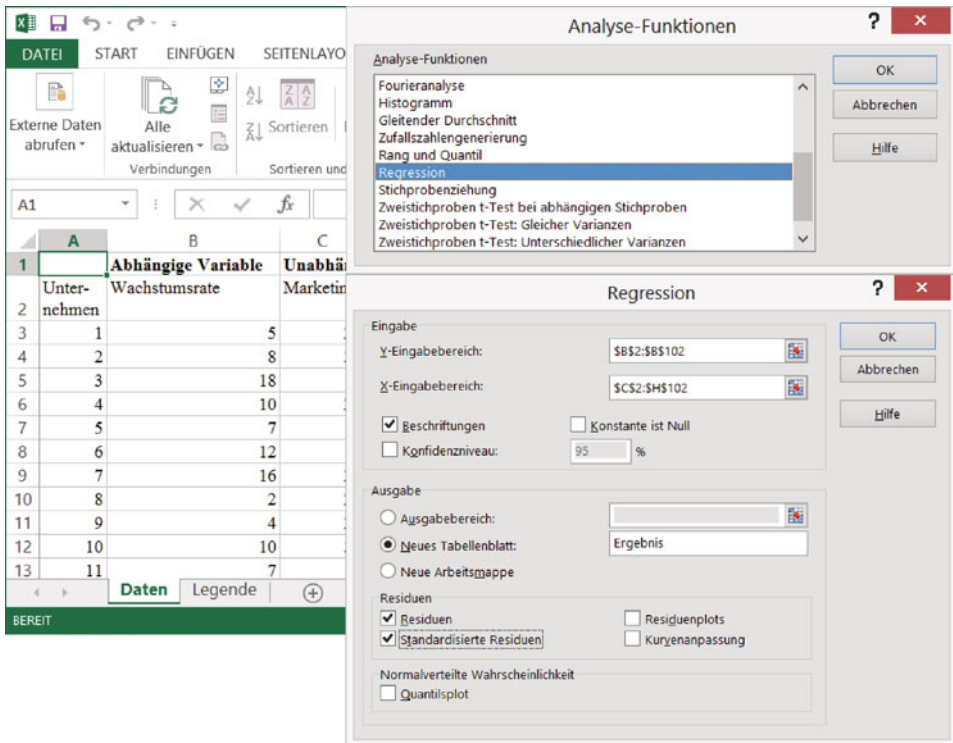 DATEI START EINFÜGEN SEITENLAYO
Externe Daten
abrufen
Alle
aktualisieren
Verbindungen
Sortieren
Sortieren und
A1
fx
A B C
1 Abhängige Variable Unabhäi
2 Unter-
nehmen Wachstumsrate Marketin
3 1 5
4 2 8
5 3 18
6 4 10
7 5 7
8 6 12
9 7 16
10 8 2
11 9 4
12 10 10
13 11 7
Daten Legende
BEREIT
Analyse-Funktionen
Analyse-Funktionen
Fourieranalyse
Histogramm
Gleitender Durchschnitt
Zufallszahlengenerierung
Rang und Quantil
Regression
Stichprobenziehung
Zweistichproben t-Test bei abhängigen Stichproben
Zweistichproben t-Test: Gleicher Varianzen
Zweistichproben t-Test: Unterschiedlicher Varianzen
OK
Abbrechen
Hilfe
Regression
Eingabe
Y-Eingabebereich: $B$2:$B$102
X-Eingabebereich: $C$2:$H$102
Beschriftungen Konstante ist Null
Konfidenzniveau: 95 %
Ausgabe
Ausgabebereich:
Neues Tabellenblatt: Ergebnis
Neue Arbeitsmappe
Residuen
Residuen Residuenplots
Standardisierte Residuen Kurvenanpassung
Normalverteilte Wahrscheinlichkeit
Quantilsplot
OK
Abbrechen
Hilfe